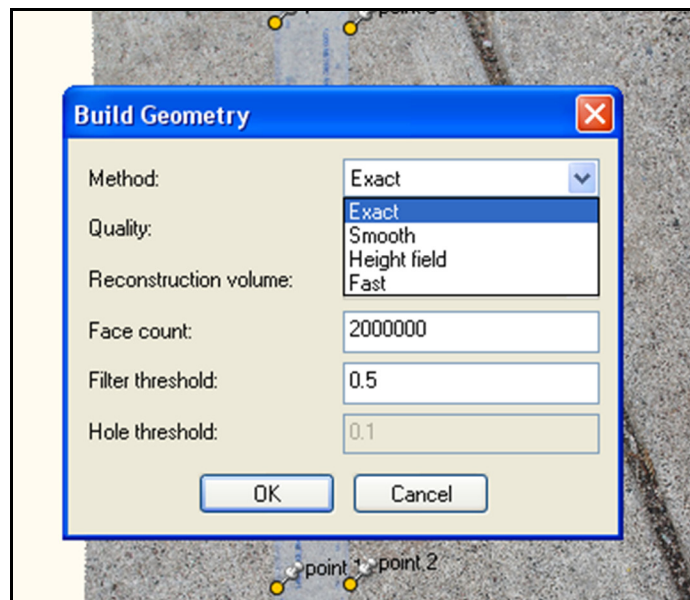 Build Geometry
Method:
Exact
Exact
Smooth
Height field
Fast
Quality:
Reconstruction volume:
Face count:
2000000
Filter threshold:
0.5
Hole threshold:
0.1
OK
Cancel
point 1
point 2